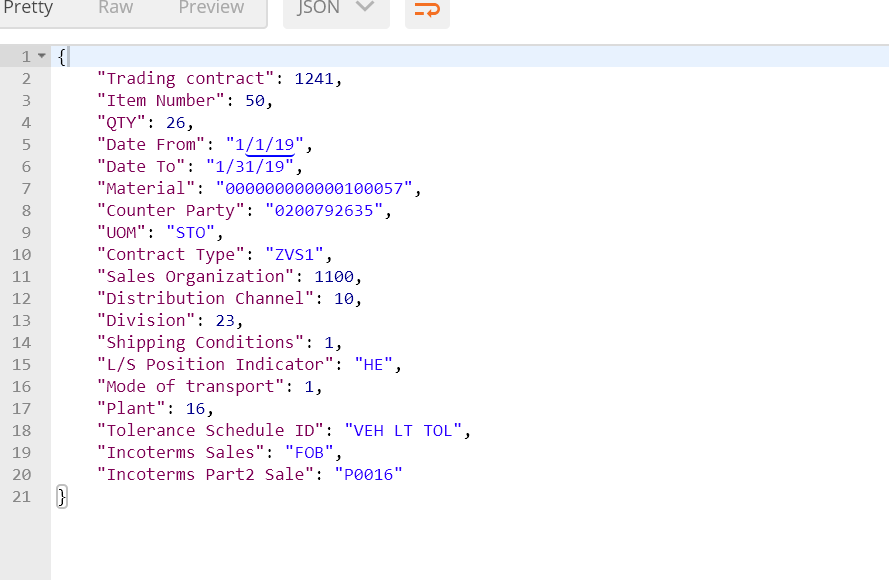 Pretty Raw Preview JSON
1 {
2 "Trading contract": 1241,
3 "Item Number": 50,
4 "QTY": 26,
5 "Date From": "1/1/19",
6 "Date To": "1/31/19",
7 "Material": "000000000000100057",
8 "Counter Party": "0200792635",
9 "UOM": "STO",
10 "Contract Type": "ZVS1",
11 "Sales Organization": 1100,
12 "Distribution Channel": 10,
13 "Division": 23,
14 "Shipping Conditions": 1,
15 "L/S Position Indicator": "HE",
16 "Mode of transport": 1,
17 "Plant": 16,
18 "Tolerance Schedule ID": "VEH LT TOL",
19 "Incoterms Sales": "FOB",
20 "Incoterms Part2 Sale": "P0016"
21 }